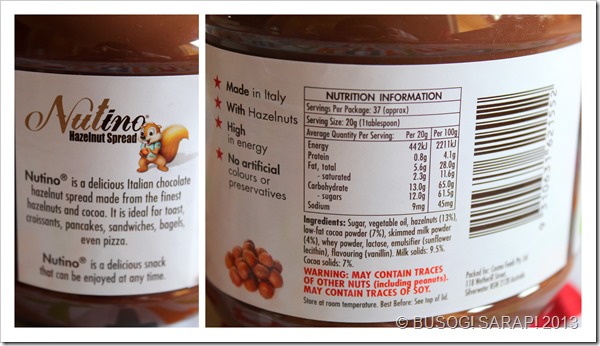 Nutino®
Hazelnut Spread
Nutino® is a delicious Italian chocolate
hazelnut spread made from the finest
hazelnuts and cocoa. It is ideal for toast,
croissants, pancakes, sandwiches, bagels,
even pizza.
Nutino® is a delicious snack
that can be enjoyed at any time.
★ Made in Italy
★ With Hazelnuts
★ High
in energy
★ No artificial
colours or
preservatives
NUTRITION INFORMATION
Servings Per Package: 37 (approx)
Serving Size: 20g (1tablespoon)
Average Quantity Per Serving: Per 20g Per 100g
Energy 442kJ 2211kJ
Protein 0.8g 4.1g
Fat, total 5.6g 28.0g
- saturated 2.3g 11.6g
Carbohydrate 13.0g 65.0g
- sugars 12.0g 61.5g
Sodium 9mg 45mg
Ingredients: Sugar, vegetable oil, hazelnuts (13%),
low-fat cocoa powder (7%), skimmed milk powder
(4%), whey powder, lactose, emulsifier (sunflower
lecithin), flavouring (vanillin). Milk solids: 9.5%.
Cocoa solids: 7%.
WARNING: MAY CONTAIN TRACES
OF OTHER NUTS (including peanuts).
MAY CONTAIN TRACES OF SOY.
Store at room temperature. Best Before: See top of lid.
Packed for:
Silverwater NSW 2128 Australia
© BUSOG! SARAP! 2013